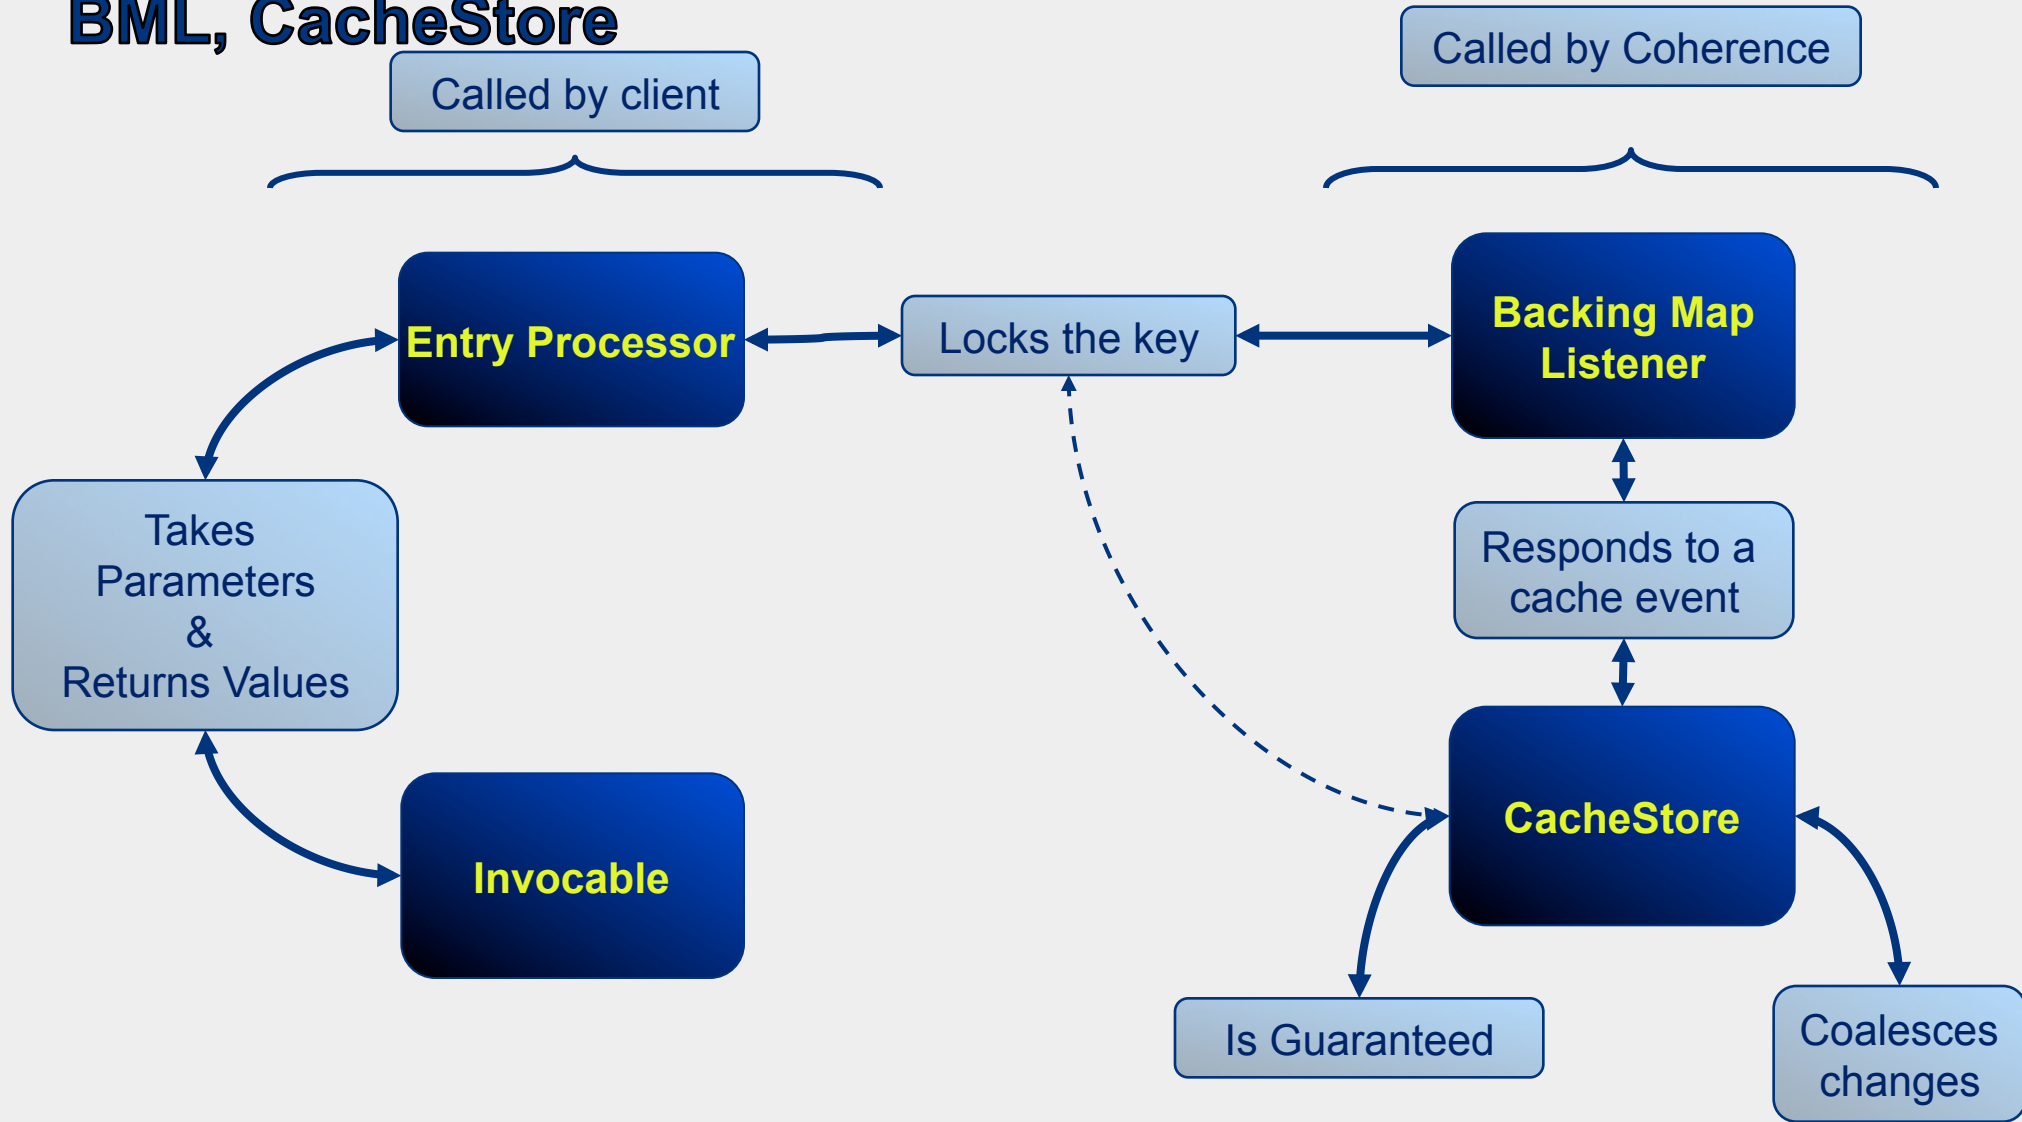 BML, CacheStore
Called by client
Called by Coherence
Entry Processor
Locks the key
Backing Map
Listener
Takes
Parameters
&
Returns Values
Responds to a
cache event
Invocable
CacheStore
Is Guaranteed
Coalesces
changes